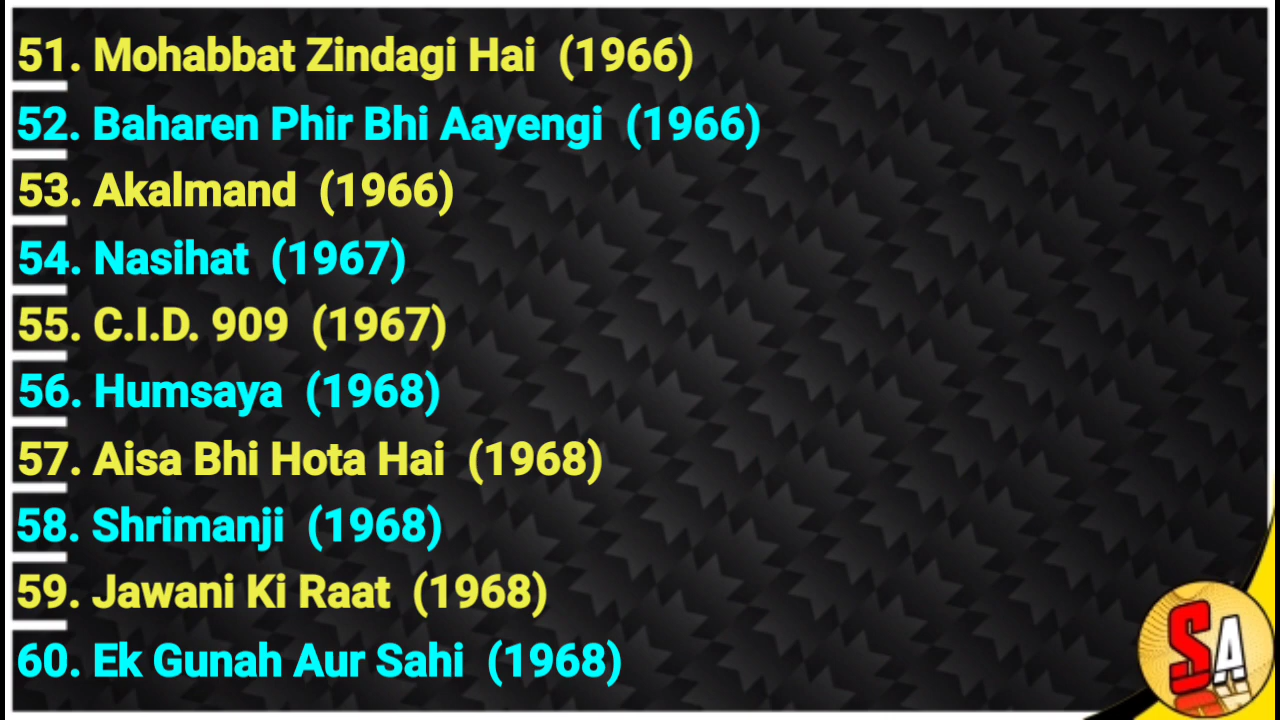 51. Mohabbat Zindagi Hai (1966)
52. Baharen Phir Bhi Aayengi (1966)
53. Akalmand (1966)
54. Nasihat (1967)
55. C.I.D. 909 (1967)
56. Humsaya (1968)
57. Aisa Bhi Hota Hai (1968)
58. Shrimanji (1968)
59. Jawani Ki Raat (1968)
60. Ek Gunah Aur Sahi (1968)
SA